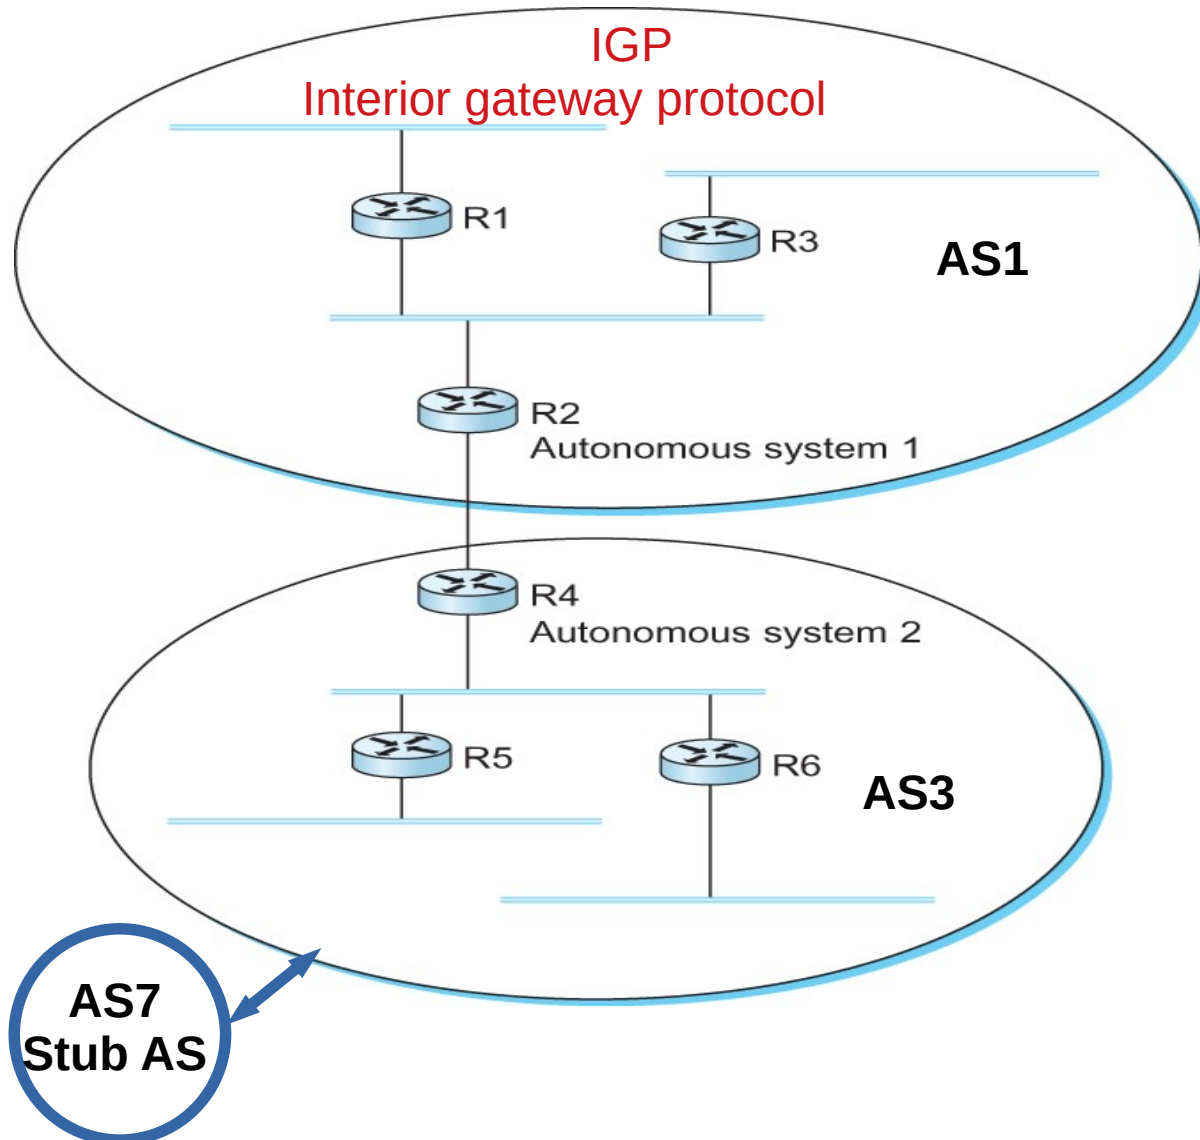 IGP
Interior gateway protocol
R1
R3
AS1
R2
Autonomous system 1
R4
Autonomous system 2
R5
R6
AS3
AS7
Stub AS